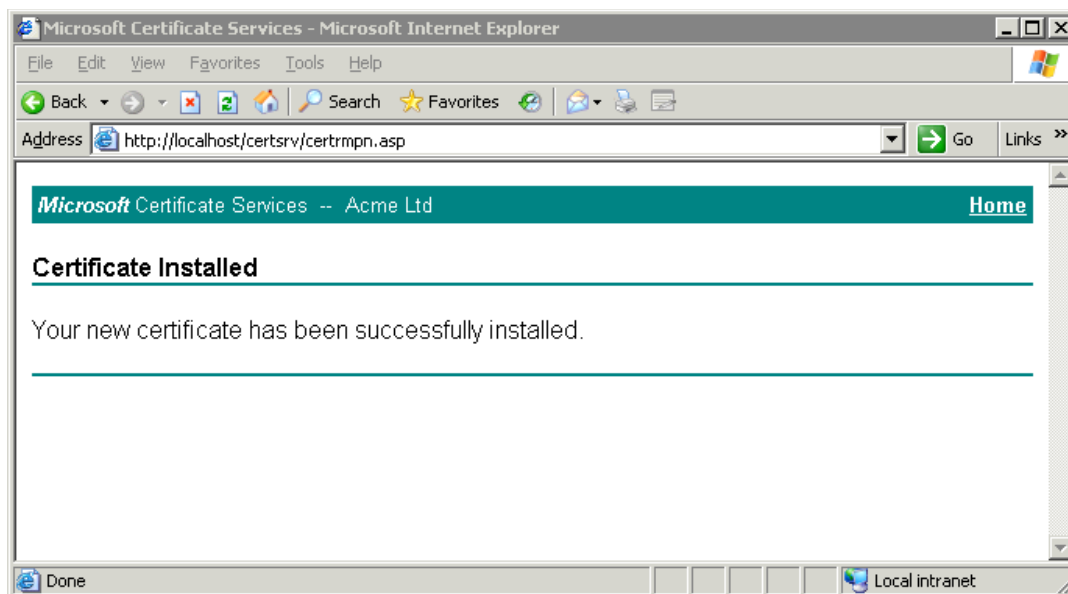 Microsoft Certificate Services - Microsoft Internet Explorer
File Edit View Favorites Tools Help
Back Search Favorites
Address http://localhost/certsrv/certrmpn.asp Go Links »
Microsoft Certificate Services -- Acme Ltd Home
Certificate Installed
Your new certificate has been successfully installed.
Done Local intranet